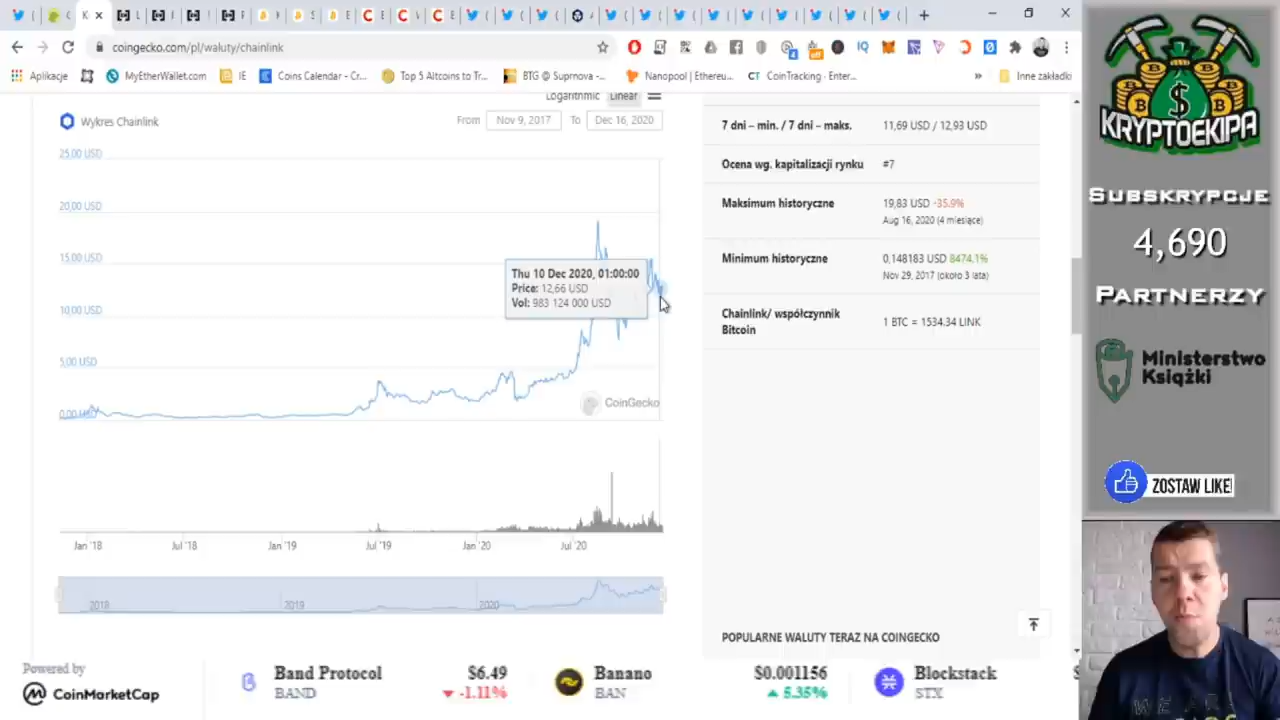 coingecko.com/pl/waluty/chainlink
Aplikacje
MyEtherWallet.com
IE
Coins Calendar - Cr...
Top 5 Altcoins to Tr...
BTG @ Suprnova -...
Nanopool | Ethereu...
CT CoinTracking · Enter...
»
Inne zakładki
Logarithmic Linear
Wykres Chainlink
From Nov 9, 2017 To Dec 16, 2020
25,00 USD
20,00 USD
15,00 USD
10,00 USD
5,00 USD
0,00 USD
Thu 10 Dec 2020, 01:00:00
Price: 12,66 USD
Vol: 983 124 000 USD
CoinGecko
Jan '18 Jul '18 Jan '19 Jul '19 Jan '20 Jul '20
2018 2019 2020
7 dni – min. / 7 dni – maks. 11,69 USD / 12,93 USD
Ocena wg. kapitalizacji rynku #7
Maksimum historyczne 19,83 USD -35.9%
Aug 16, 2020 (4 miesiące)
Minimum historyczne 0,148183 USD 8474.1%
Nov 29, 2017 (około 3 lata)
Chainlink/ współczynnik
Bitcoin
1 BTC = 1534.34 LINK
POPULARNE WALUTY TERAZ NA COINGECKO
Powered by
CoinMarketCap
Band Protocol $6.49
BAND -1.11%
Banano $0.001156
BAN 5.35%
Blockstack
STX
KRYPTOEKIPA
Subskrypcje
4,690
Partnerzy
Ministerstwo
Książki
ZOSTAW LIKE